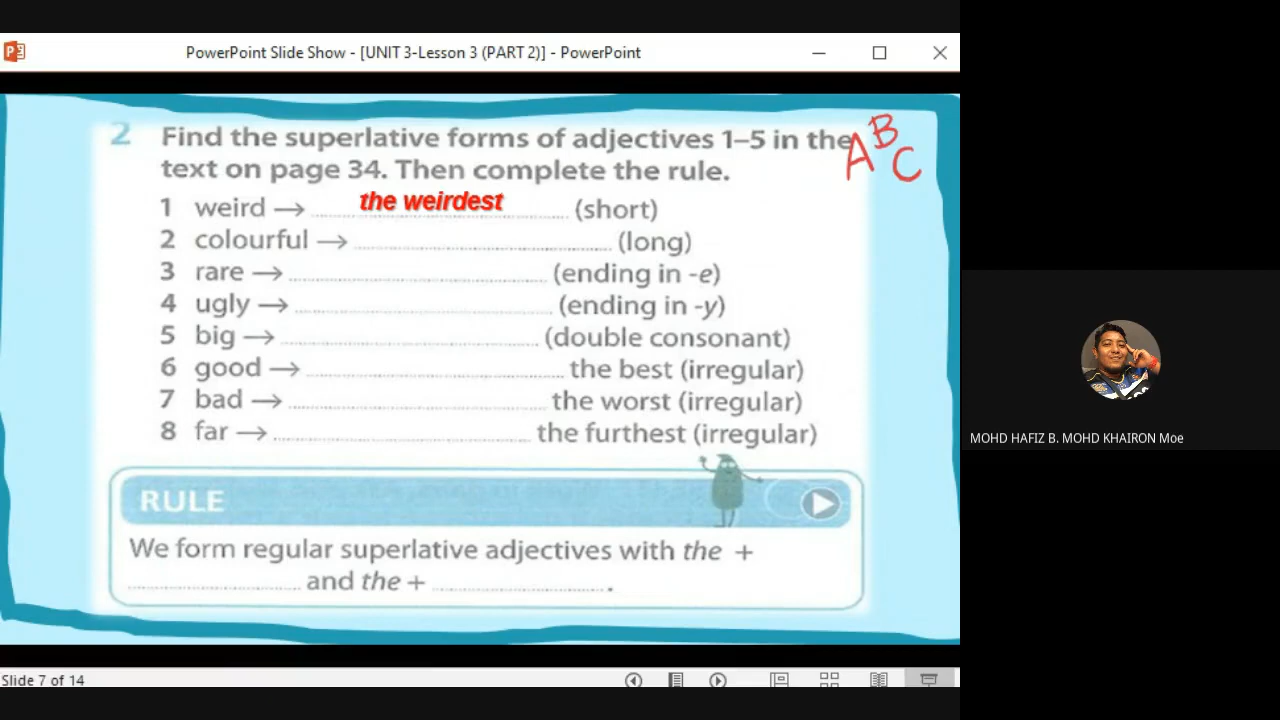 PowerPoint Slide Show - [UNIT 3-Lesson 3 (PART 2)] - PowerPoint
A B C
2 Find the superlative forms of adjectives 1–5 in the
text on page 34. Then complete the rule.
1 weird → the weirdest (short)
2 colourful → (long)
3 rare → (ending in -e)
4 ugly → (ending in -y)
5 big → (double consonant)
6 good → the best (irregular)
7 bad → the worst (irregular)
8 far → the furthest (irregular)
RULE
We form regular superlative adjectives with the +
and the + .
MOHD HAFIZ B. MOHD KHAIRON Moe
Slide 7 of 14